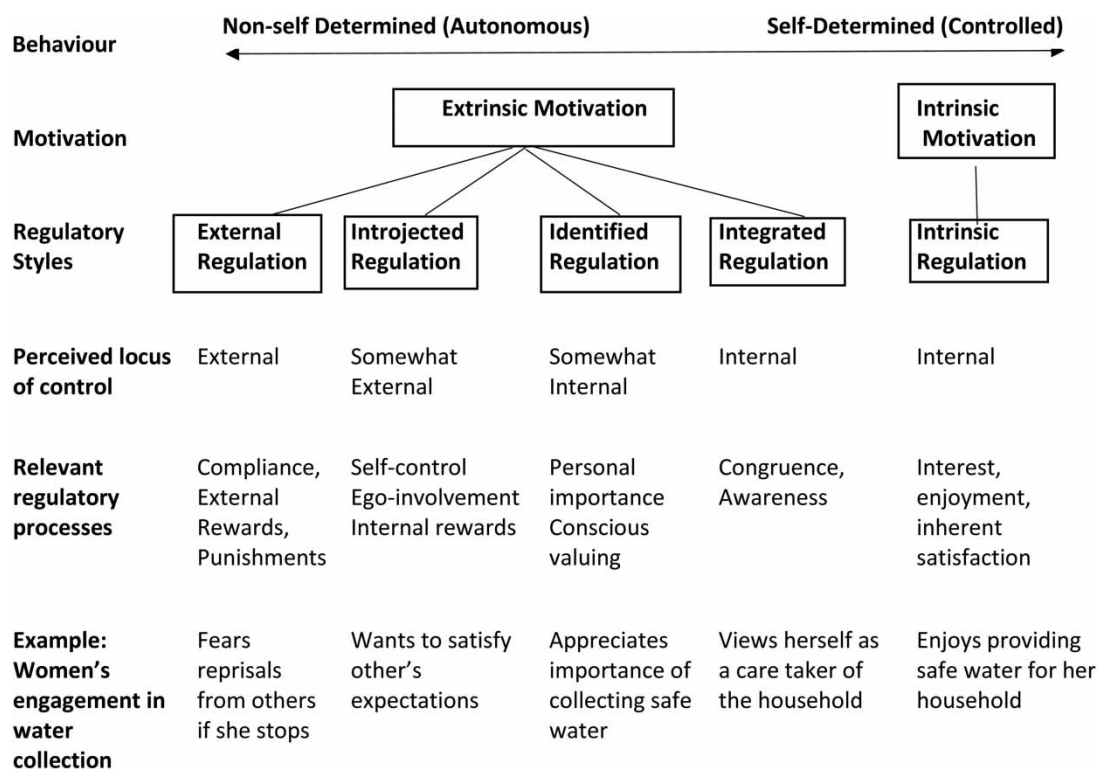 Behaviour
Non-self Determined (Autonomous)
Self-Determined (Controlled)
Motivation
Extrinsic Motivation
Intrinsic
Motivation
Regulatory
Styles
External
Regulation
Introjected
Regulation
Identified
Regulation
Integrated
Regulation
Intrinsic
Regulation
Perceived locus
of control
External
Somewhat
External
Somewhat
Internal
Internal
Internal
Relevant
regulatory
processes
Compliance,
External
Rewards,
Punishments
Self-control
Ego-involvement
Internal rewards
Personal
importance
Conscious
valuing
Congruence,
Awareness
Interest,
enjoyment,
inherent
satisfaction
Example:
Women’s
engagement in
water
collection
Fears
reprisals
from others
if she stops
Wants to satisfy
other’s
expectations
Appreciates
importance of
collecting safe
water
Views herself as
a care taker of
the household
Enjoys providing
safe water for her
household